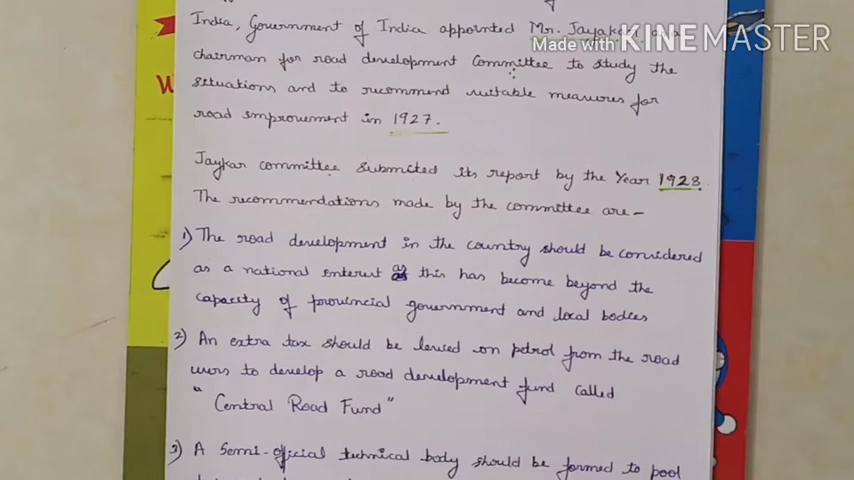 India, Government of India appointed Mr. Jayakar as a
Made with KINEMASTER
chairman for road development Committee to study the
situations and to recommend suitable measures for
road improvement in 1927.
Jaykar committee submited its report by the Year 1928.
The recommendations made by the committee are-
1) The road development in the country should be considered
as a national interest as this has become beyond the
capacity of provincial government and local bodies
2) An extra tax should be levied on petrol from the road
users to develop a road development fund called
"Central Road Fund"
3) A Semi-official technical body should be formed to pool